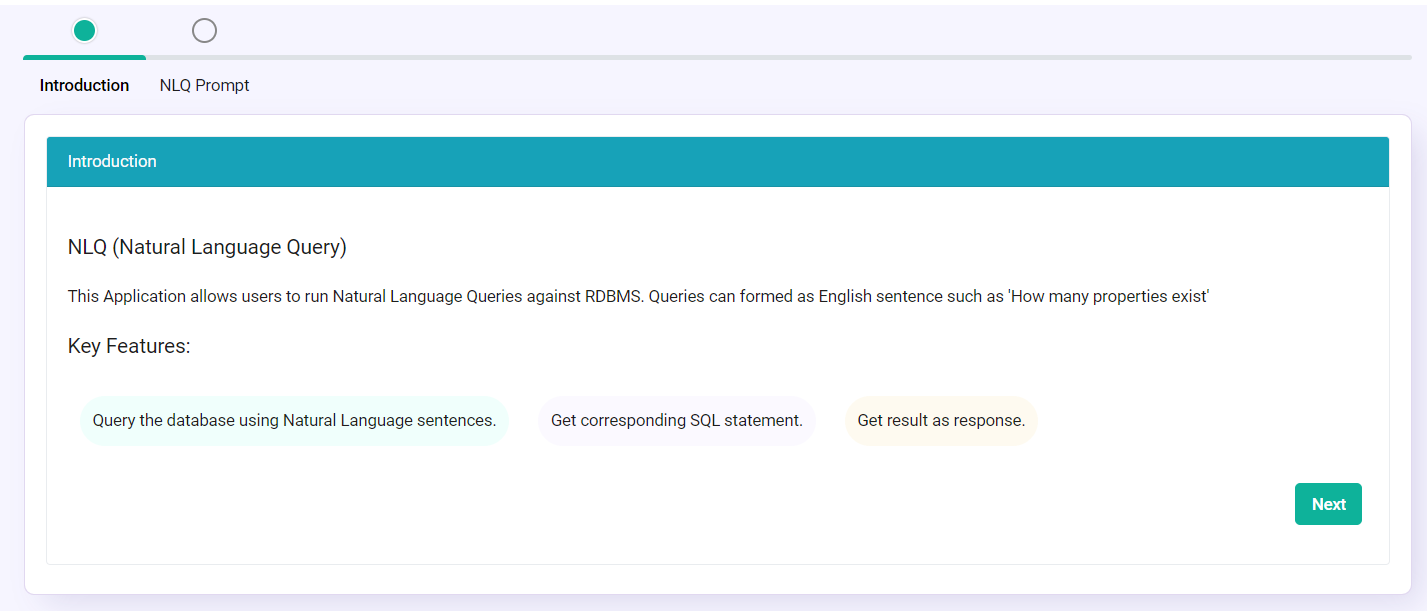 Introduction NLQ Prompt
Introduction
NLQ (Natural Language Query)
This Application allows users to run Natural Language Queries against RDBMS. Queries can formed as English sentence such as 'How many properties exist'
Key Features:
Query the database using Natural Language sentences. Get corresponding SQL statement. Get result as response.
Next